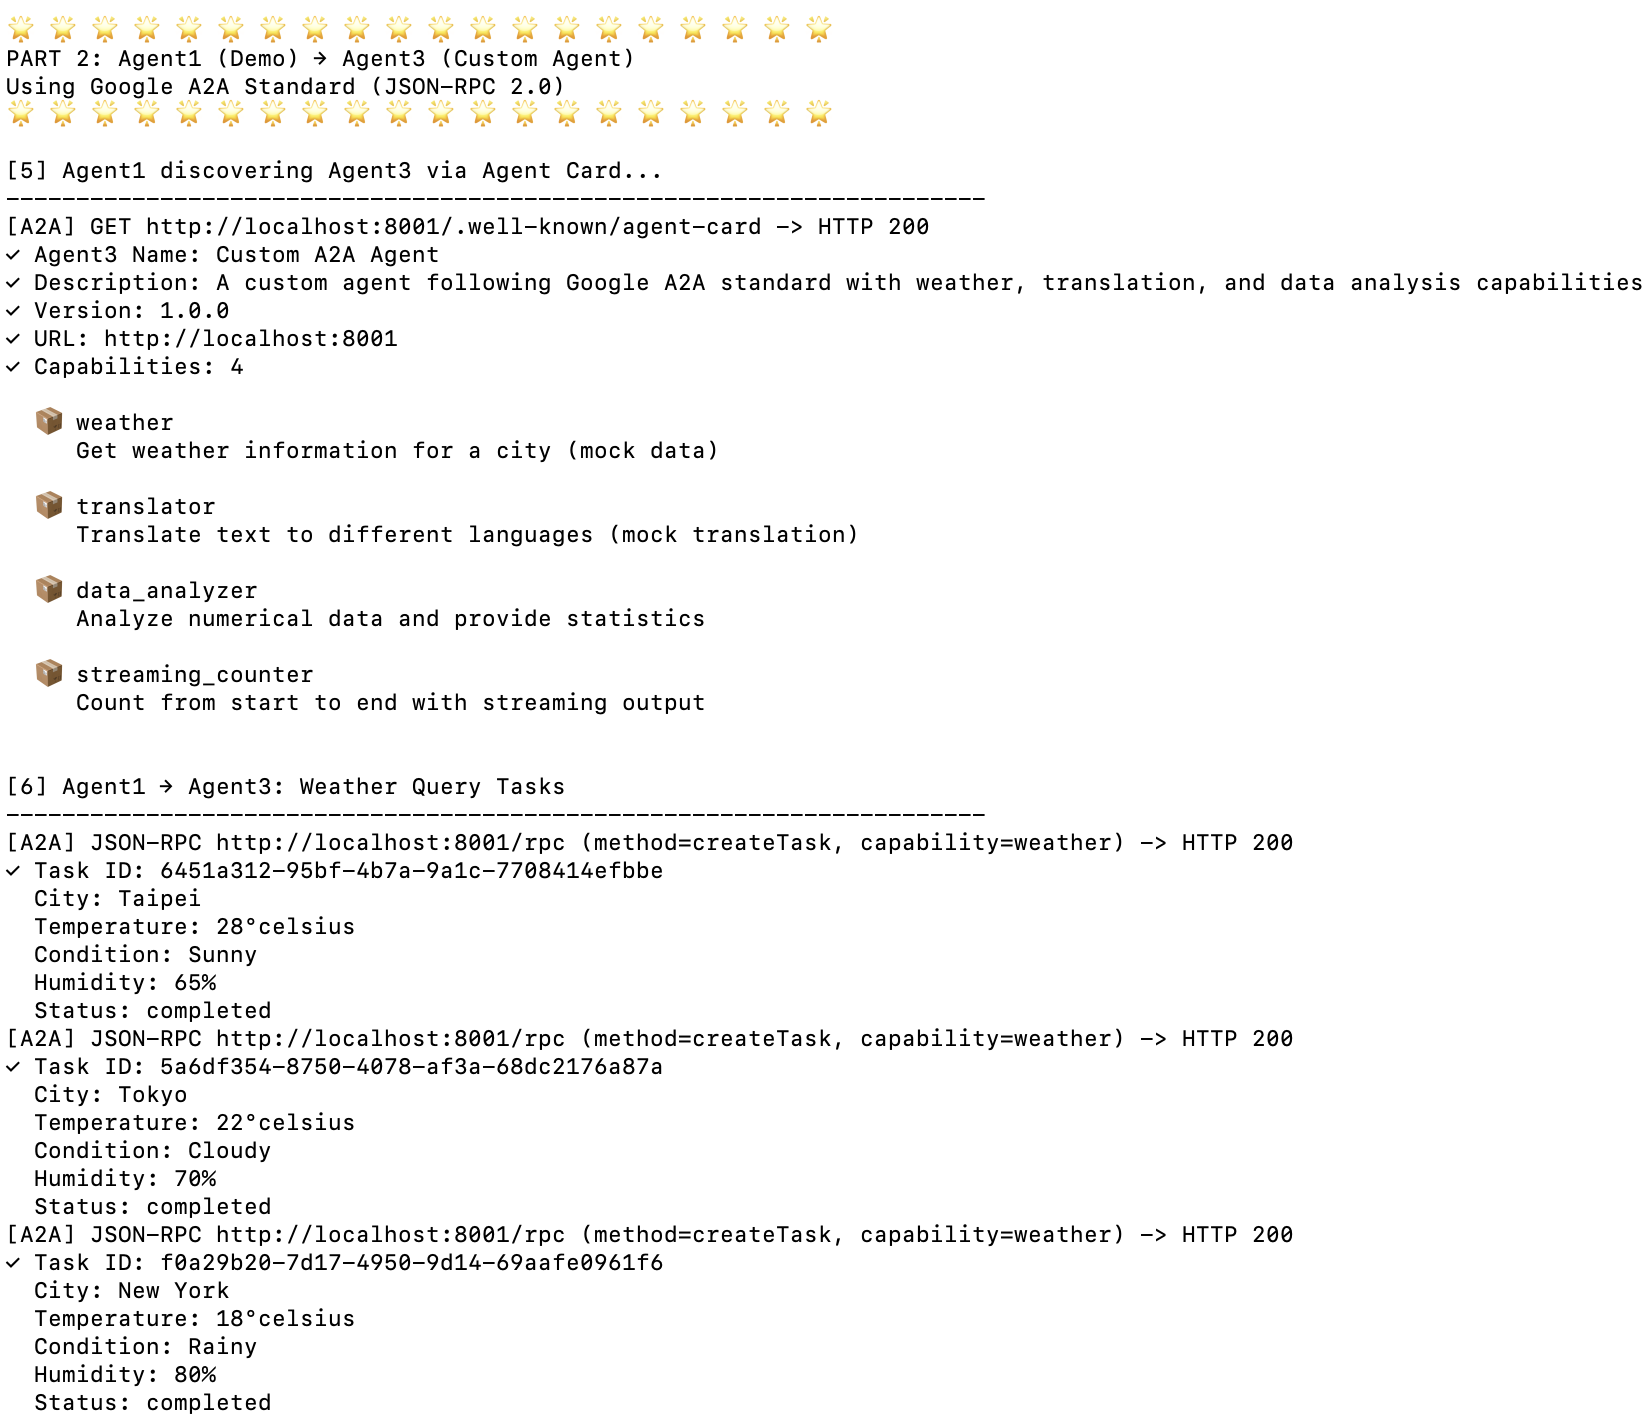 PART 2: Agent1 (Demo) → Agent3 (Custom Agent)
Using Google A2A Standard (JSON-RPC 2.0)
[5] Agent1 discovering Agent3 via Agent Card...
----------------------------------------------------------------------
[A2A] GET http://localhost:8001/.well-known/agent-card -> HTTP 200
✓ Agent3 Name: Custom A2A Agent
✓ Description: A custom agent following Google A2A standard with weather, translation, and data analysis capabilities
✓ Version: 1.0.0
✓ URL: http://localhost:8001
✓ Capabilities: 4
📦 weather
Get weather information for a city (mock data)
📦 translator
Translate text to different languages (mock translation)
📦 data_analyzer
Analyze numerical data and provide statistics
📦 streaming_counter
Count from start to end with streaming output
[6] Agent1 → Agent3: Weather Query Tasks
----------------------------------------------------------------------
[A2A] JSON-RPC http://localhost:8001/rpc (method=createTask, capability=weather) -> HTTP 200
✓ Task ID: 6451a312-95bf-4b7a-9a1c-7708414efbbe
City: Taipei
Temperature: 28°celsius
Condition: Sunny
Humidity: 65%
Status: completed
[A2A] JSON-RPC http://localhost:8001/rpc (method=createTask, capability=weather) -> HTTP 200
✓ Task ID: 5a6df354-8750-4078-af3a-68dc2176a87a
City: Tokyo
Temperature: 22°celsius
Condition: Cloudy
Humidity: 70%
Status: completed
[A2A] JSON-RPC http://localhost:8001/rpc (method=createTask, capability=weather) -> HTTP 200
✓ Task ID: f0a29b20-7d17-4950-9d14-69aafe0961f6
City: New York
Temperature: 18°celsius
Condition: Rainy
Humidity: 80%
Status: completed